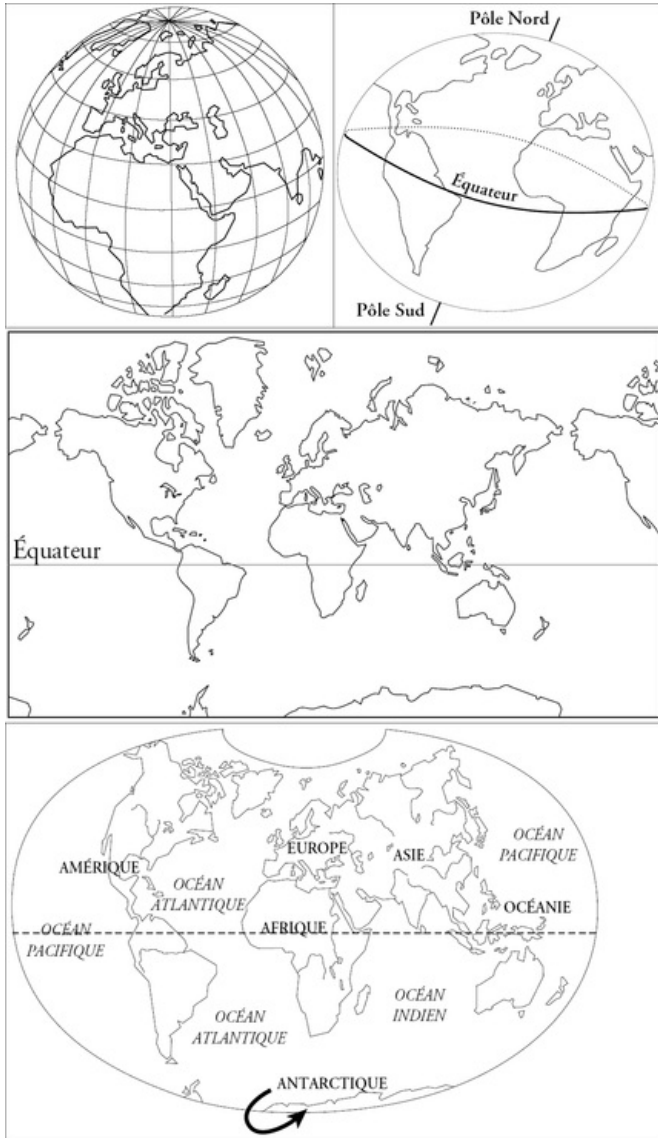 Pôle Nord
Équateur
Pôle Sud
Équateur
EUROPE
ASIE
OCÉAN
PACIFIQUE
AMÉRIQUE
OCÉAN
ATLANTIQUE
OCÉANIE
AFRIQUE
OCÉAN
PACIFIQUE
OCÉAN
INDIEN
OCÉAN
ATLANTIQUE
ANTARCTIQUE